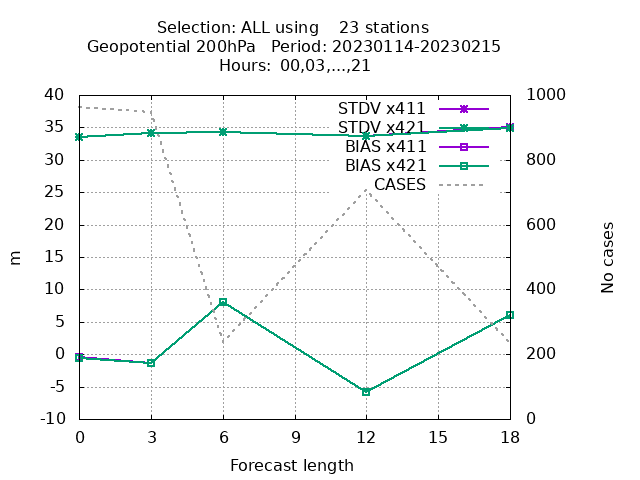 Selection: ALL using 23 stations
Geopotential 200hPa Period: 20230114-20230215
Hours: 00,03,...,21
STDV x411
STDV x421
BIAS x411
BIAS x421
CASES
40
35
30
25
20
15
10
5
0
-5
-10
m
1000
800
600
400
200
0
No cases
0 3 6 9 12 15 18
Forecast length